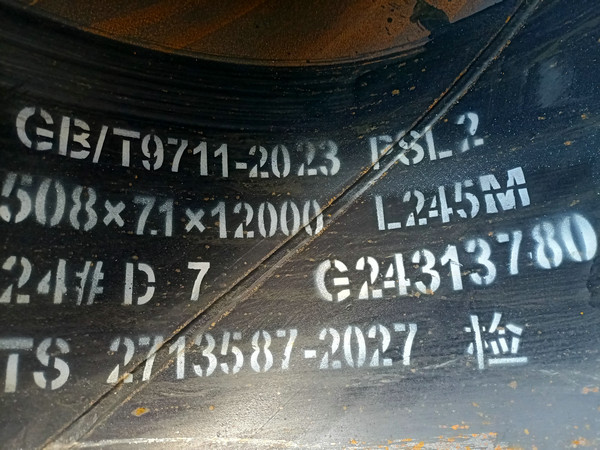 GB/T9711-2023 PSL2
508×7.1×12000 L245M
24# D 7 G24313780
TS 2713587-2027 检